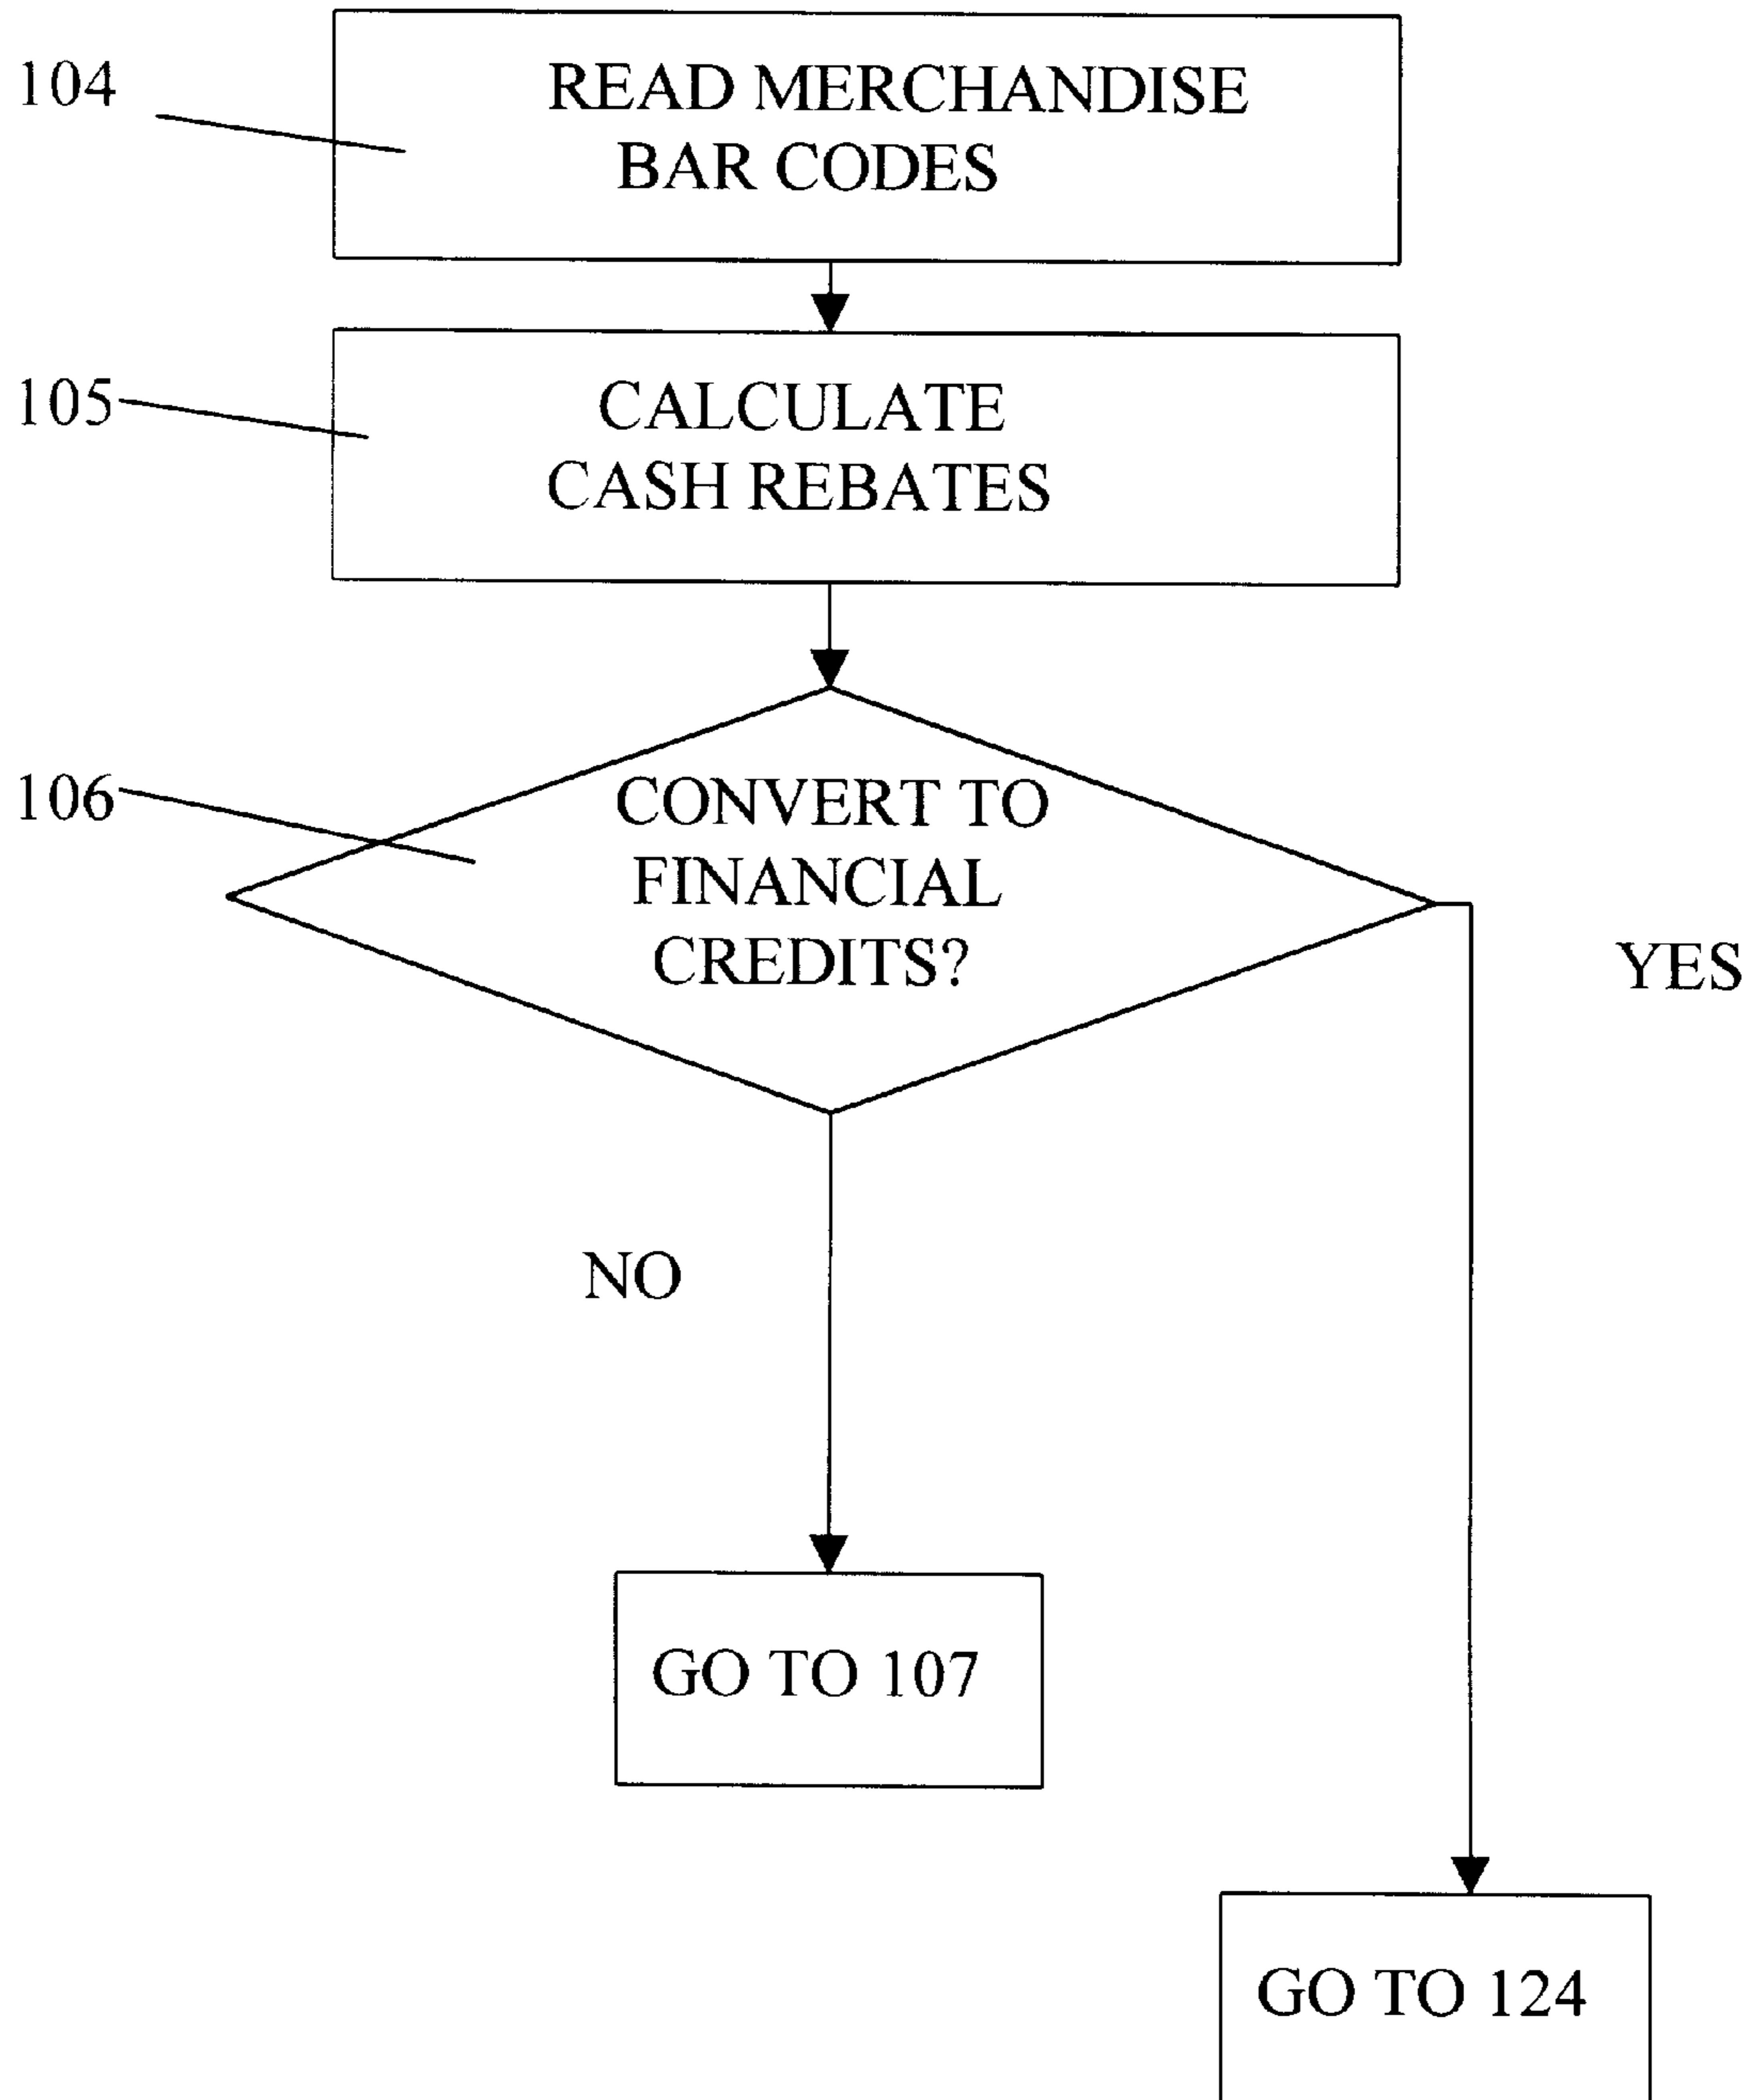 104
READ MERCHANDISE
BAR CODES
105
CALCULATE
CASH REBATES
106
CONVERT TO
FINANCIAL
CREDITS?
YES
NO
GO TO 107
GO TO 124